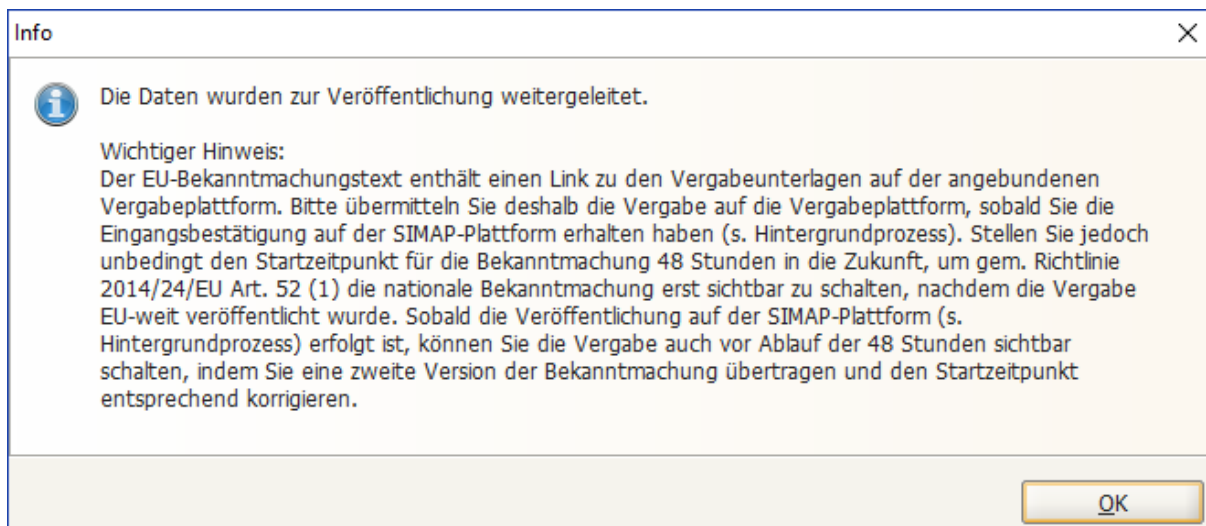 Info
Die Daten wurden zur Veröffentlichung weitergeleitet.
Wichtiger Hinweis:
Der EU-Bekanntmachungstext enthält einen Link zu den Vergabeunterlagen auf der angebundenen
Vergabeplattform. Bitte übermitteln Sie deshalb die Vergabe auf die Vergabeplattform, sobald Sie die
Eingangsbestätigung auf der SIMAP-Plattform erhalten haben (s. Hintergrundprozess). Stellen Sie jedoch
unbedingt den Startzeitpunkt für die Bekanntmachung 48 Stunden in die Zukunft, um gem. Richtlinie
2014/24/EU Art. 52 (1) die nationale Bekanntmachung erst sichtbar zu schalten, nachdem die Vergabe
EU-weit veröffentlicht wurde. Sobald die Veröffentlichung auf der SIMAP-Plattform (s.
Hintergrundprozess) erfolgt ist, können Sie die Vergabe auch vor Ablauf der 48 Stunden sichtbar
schalten, indem Sie eine zweite Version der Bekanntmachung übertragen und den Startzeitpunkt
entsprechend korrigieren.
OK